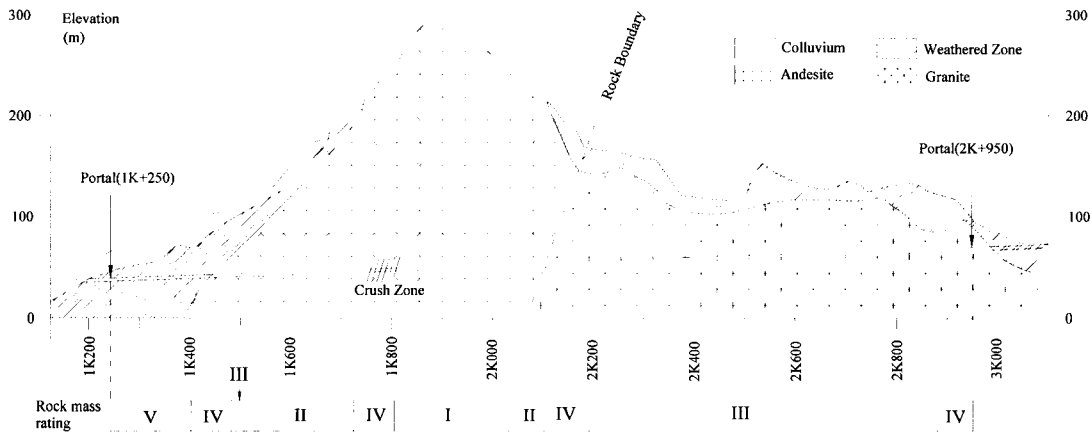 300
Elevation
(m)
200
100
0
Portal(1K+250)
Rock Boundary
Colluvium
Weathered Zone
Andesite
Granite
300
200
100
0
Portal(2K+950)
Crush Zone
1K200
1K400
1K600
1K800
2K000
2K200
2K400
2K600
2K800
3K000
III
Rock mass
rating
V IV II IV I II IV III IV